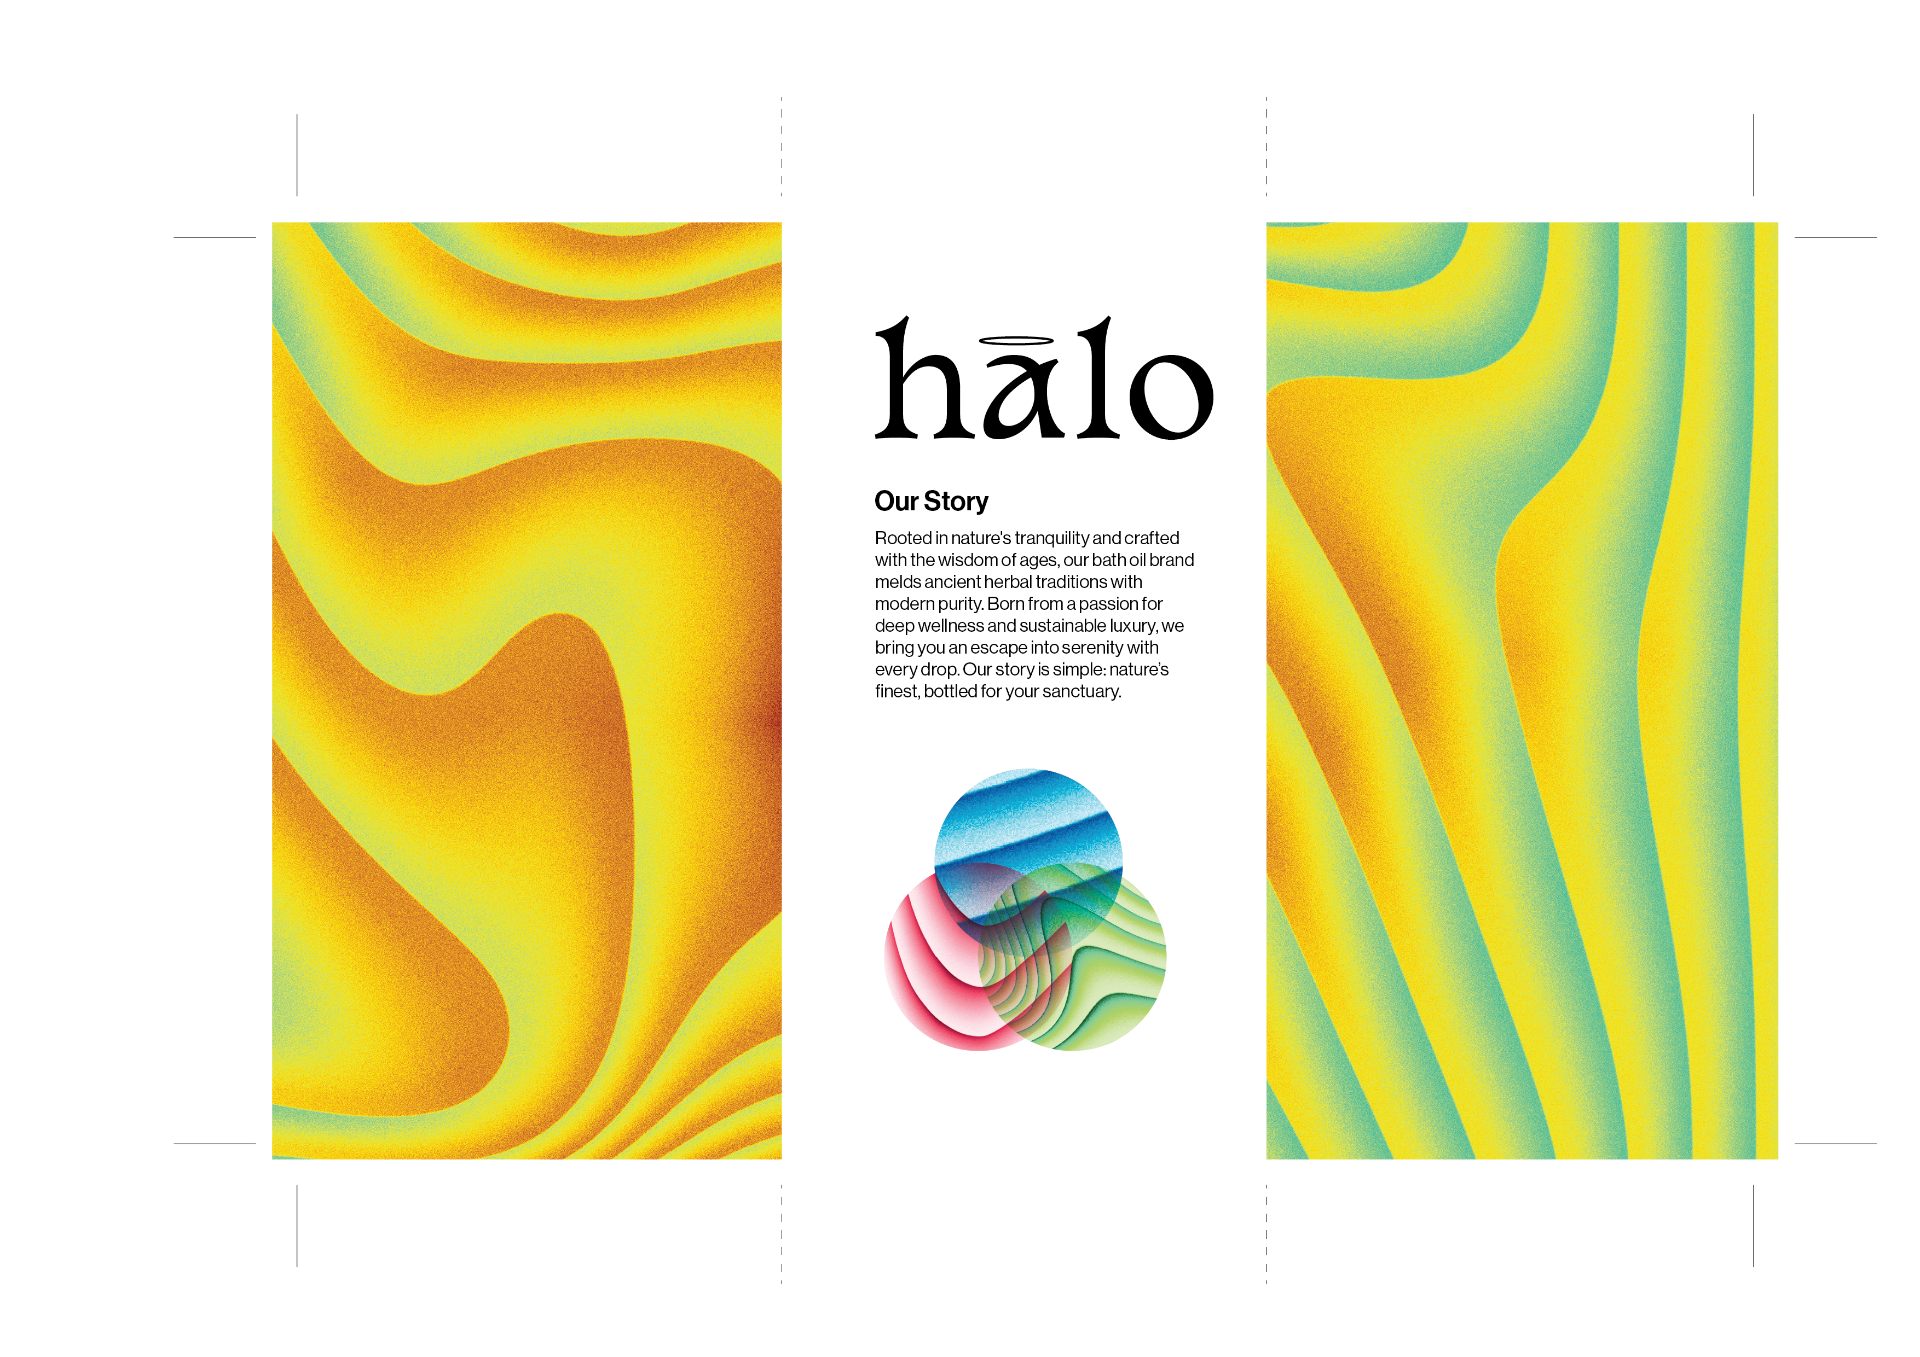 halo
Our Story
Rooted in nature's tranquility and crafted
with the wisdom of ages, our bath oil brand
melds ancient herbal traditions with
modern purity. Born from a passion for
deep wellness and sustainable luxury, we
bring you an escape into serenity with
every drop. Our story is simple: nature's
finest, bottled for your sanctuary.